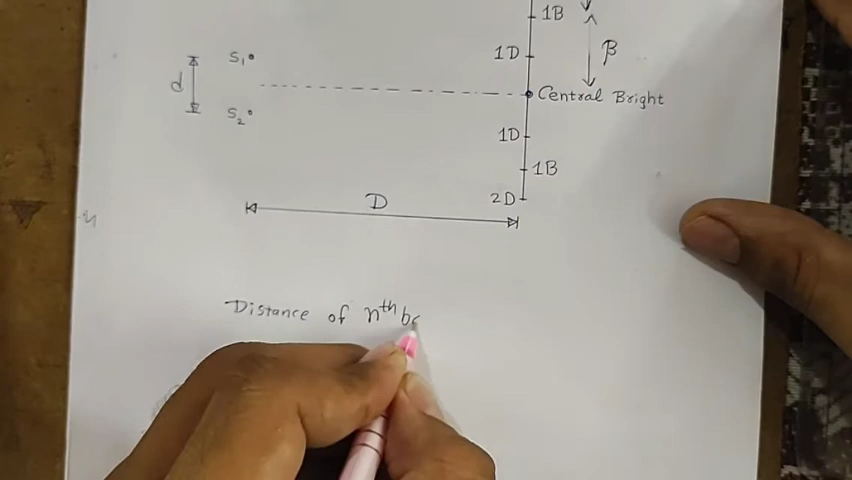 1B
1D
β
S₁
d
Central Bright
S₂
1D
1B
2D
D
Distance of nᵗʰ